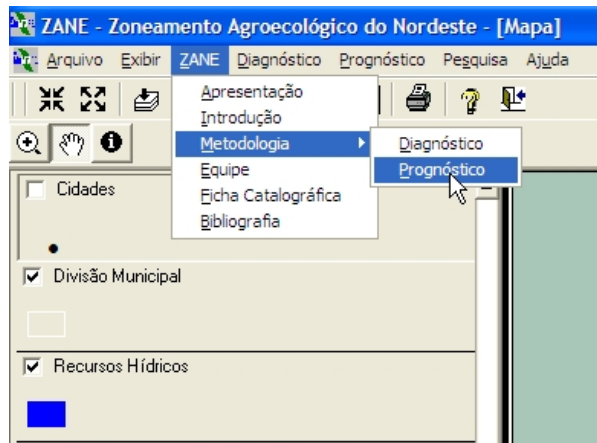 ZANE - Zoneamento Agroecológico do Nordeste - [Mapa]
Arquivo Exibir ZANE Diagnóstico Prognóstico Pesquisa Ajuda
Apresentação
Introdução
Metodologia
Equipe
Ficha Catalográfica
Bibliografia
Diagnóstico
Prognóstico
Cidades
Divisão Municipal
Recursos Hídricos